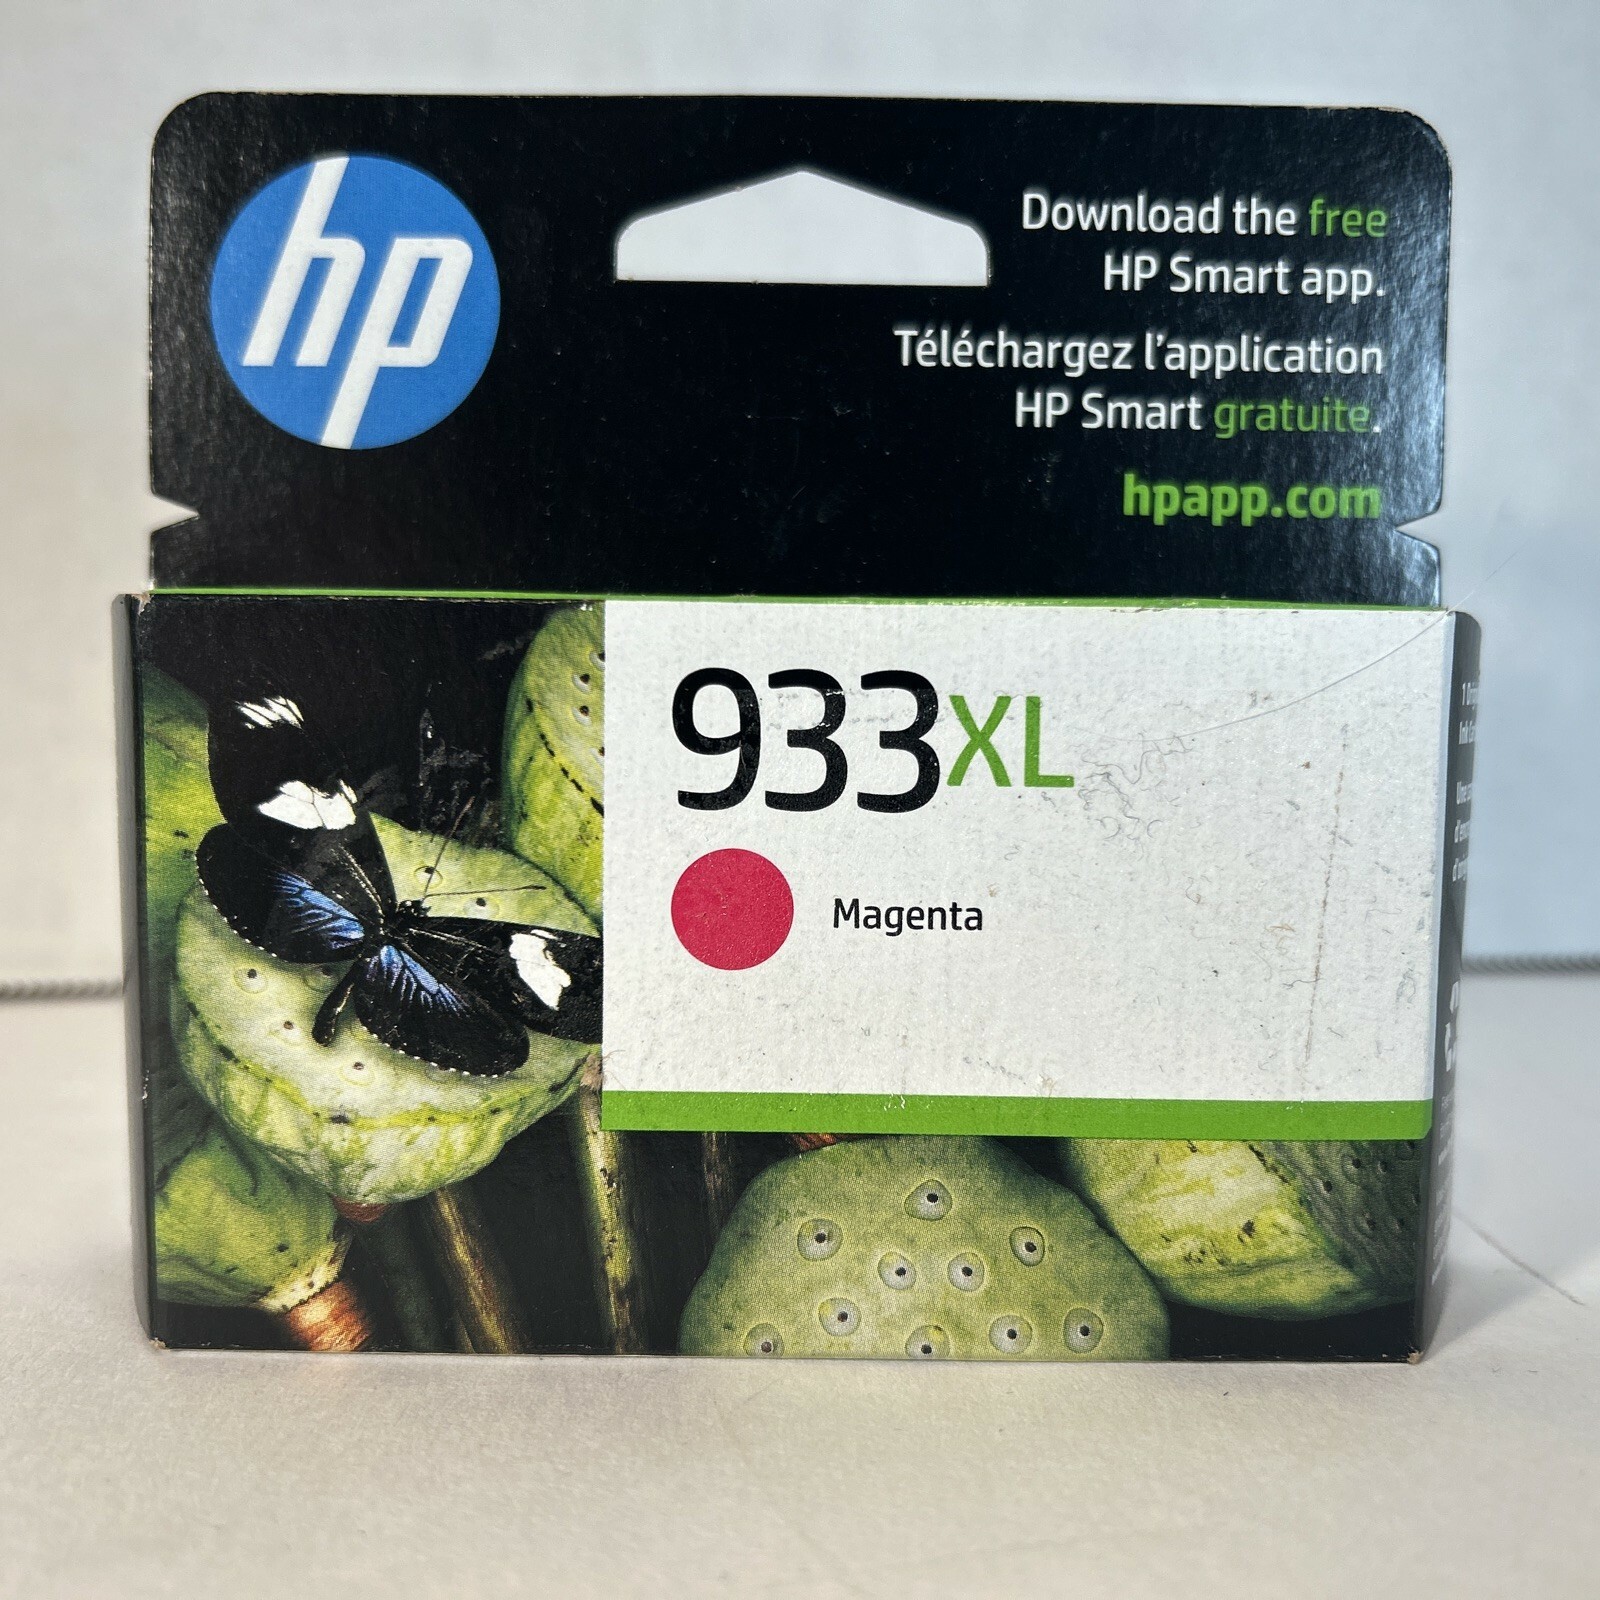 hp
Download the free
HP Smart app.
Téléchargez l'application
HP Smart gratuite.
hpapp.com
933XL
Magenta